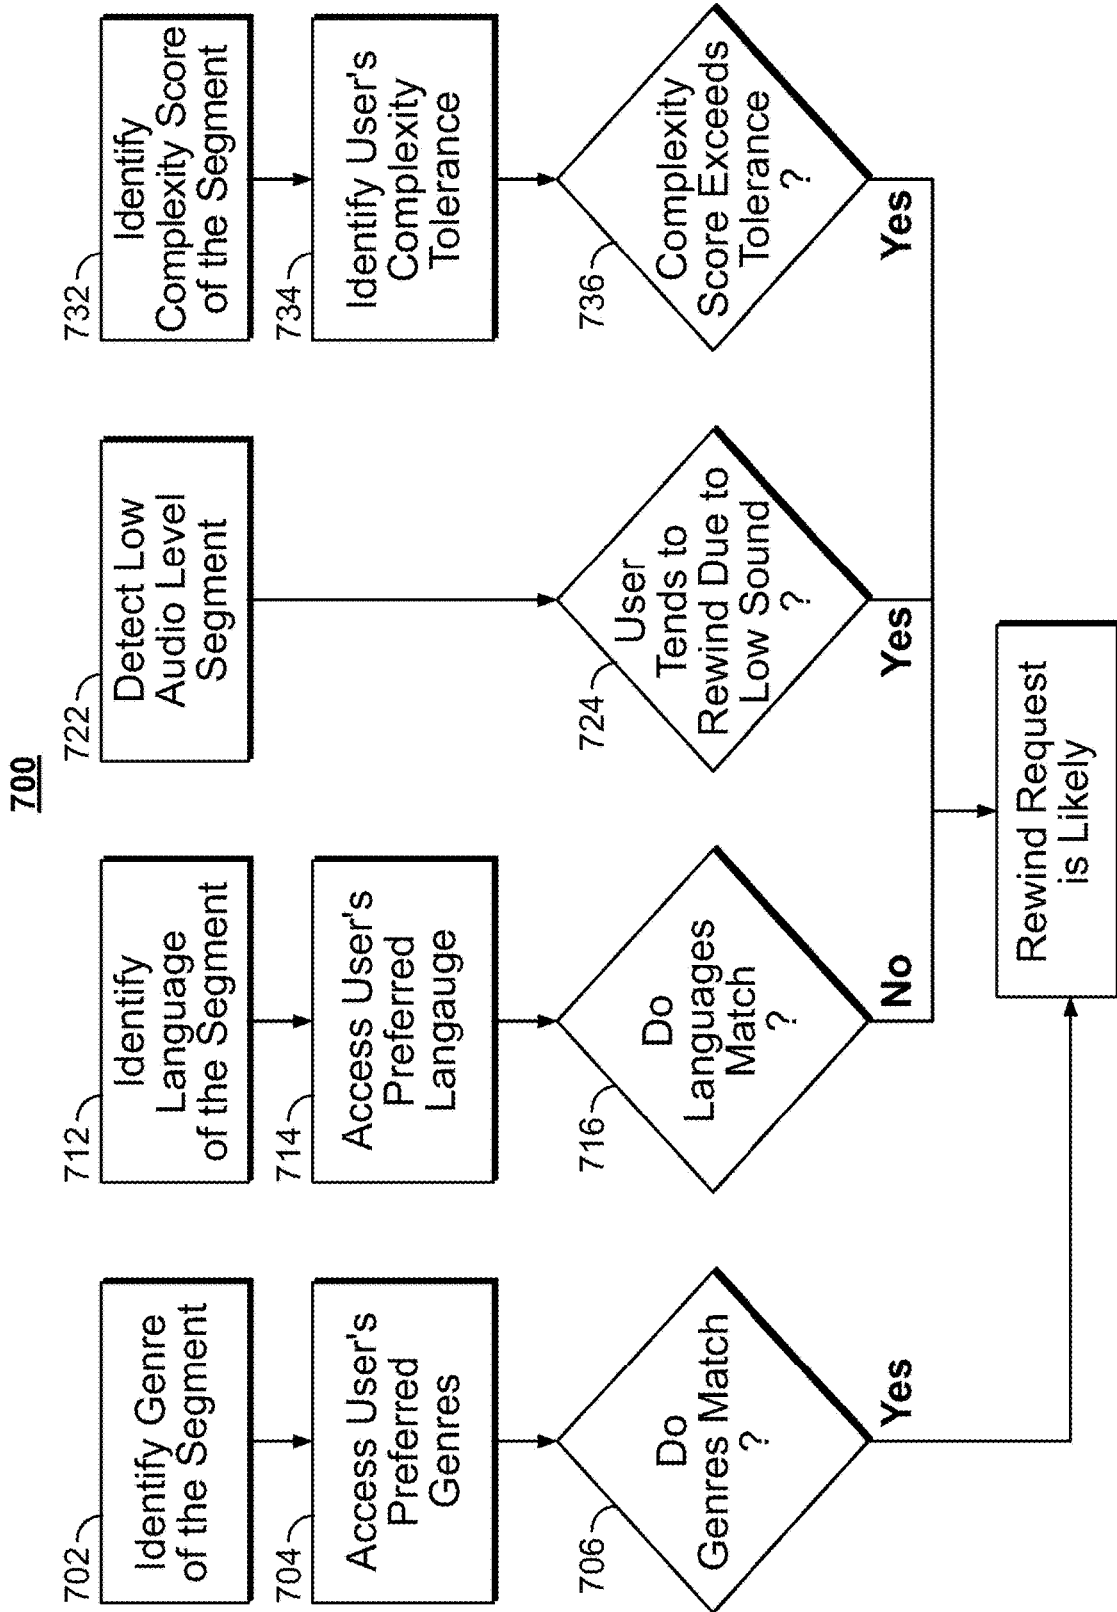 700
702
Identify Genre
of the Segment
704
Access User's
Preferred
Genres
706
Do
Genres Match
?
Yes
712
Identify
Language
of the Segment
714
Access User's
Preferred
Langauge
716
Do
Languages
Match
?
No
722
Detect Low
Audio Level
Segment
724
User
Tends to
Rewind Due to
Low Sound
?
Yes
732
Identify
Complexity Score
of the Segment
734
Identify User's
Complexity
Tolerance
736
Complexity
Score Exceeds
Tolerance
?
Yes
Rewind Request
is Likely